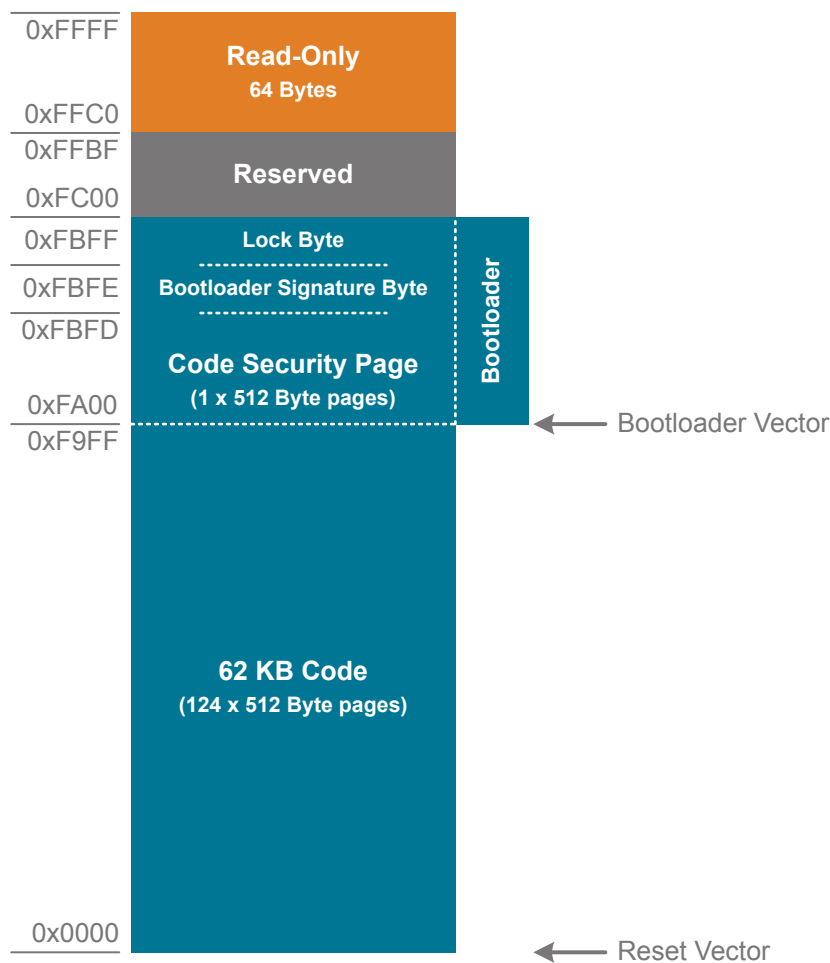 0xFFFF
Read-Only
64 Bytes
0xFFC0
0xFFBF
Reserved
0xFC00
0xFBFF
Lock Byte
0xFBFE
Bootloader Signature Byte
0xFBFD
Code Security Page
(1 x 512 Byte pages)
Bootloader
0xFA00
Bootloader Vector
0xF9FF
62 KB Code
(124 x 512 Byte pages)
0x0000
Reset Vector